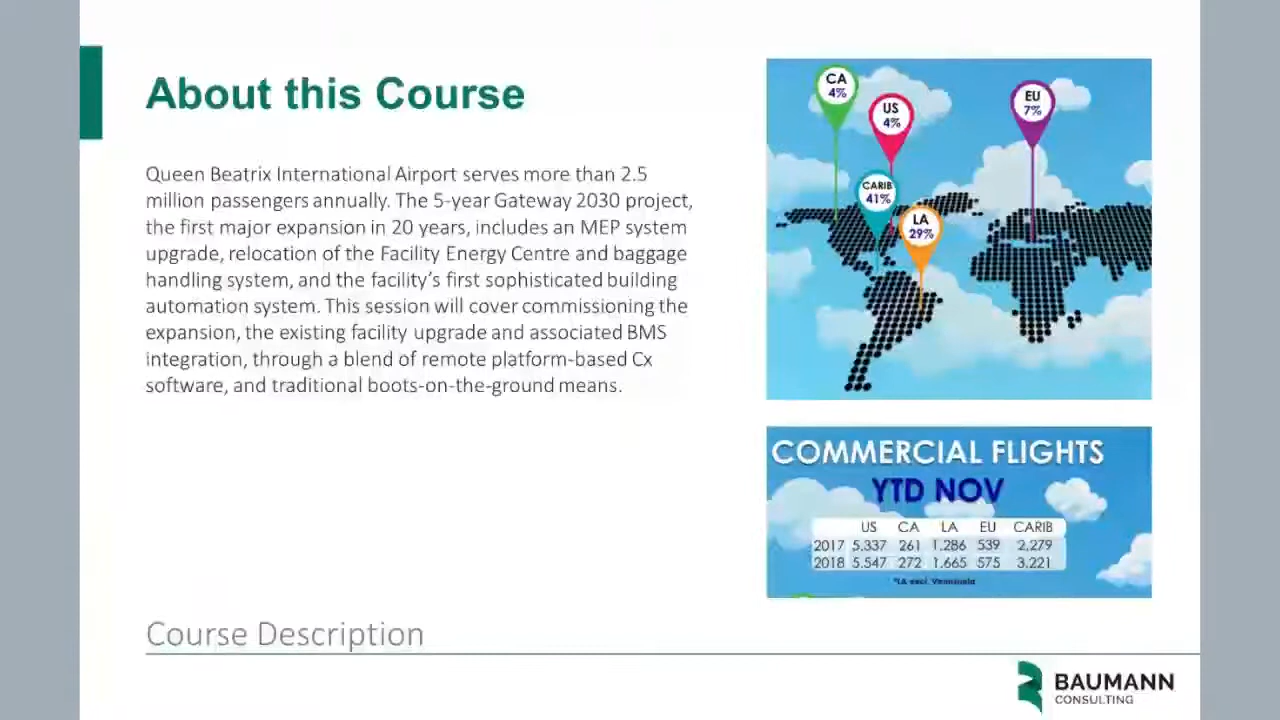 About this Course
Queen Beatrix International Airport serves more than 2.5
million passengers annually. The 5-year Gateway 2030 project,
the first major expansion in 20 years, includes an MEP system
upgrade, relocation of the Facility Energy Centre and baggage
handling system, and the facility's first sophisticated building
automation system. This session will cover commissioning the
expansion, the existing facility upgrade and associated BMS
integration, through a blend of remote platform-based Cx
software, and traditional boots-on-the-ground means.
CA
4%
US
4%
EU
7%
CARIB
41%
LA
29%
COMMERCIAL FLIGHTS
YTD NOV
US CA LA EU CARIB
2017 5.337 261 1.286 539 2,279
2018 5.547 272 1.665 575 3.221
*LA excl. Venezuela
Course Description
BAUMANN
CONSULTING